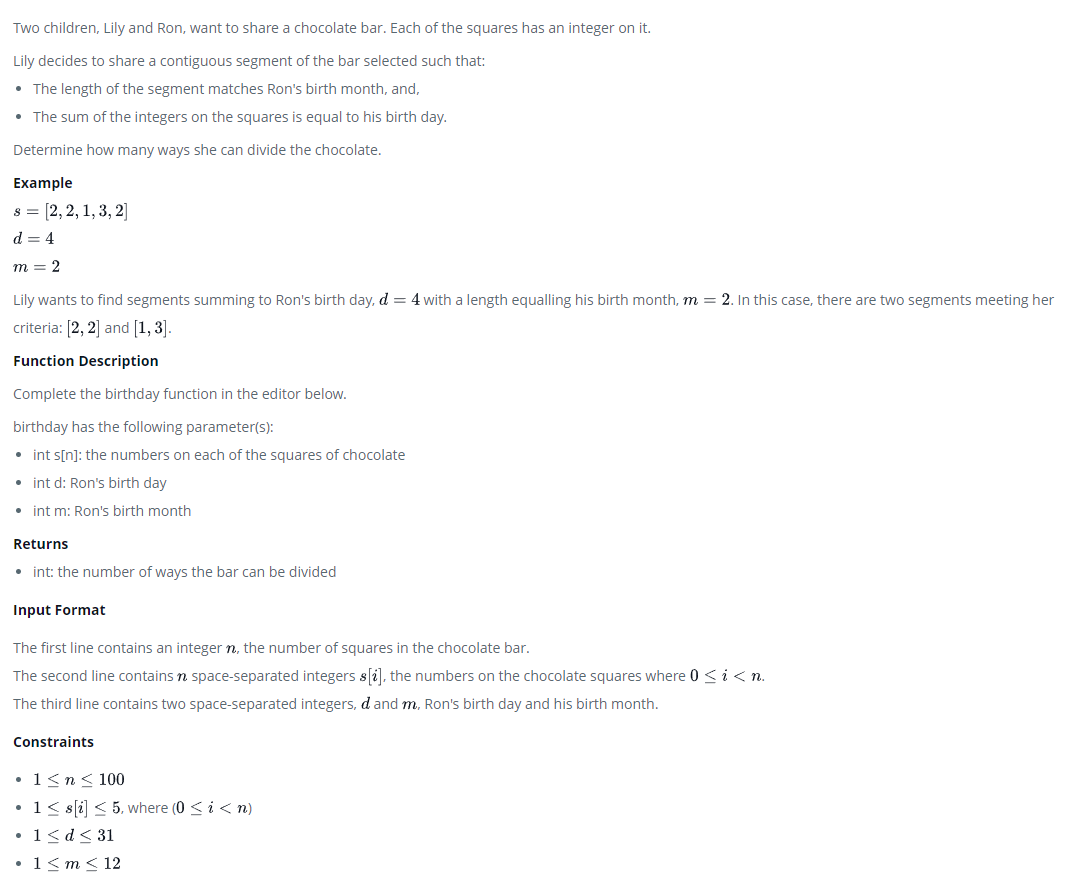 Two children, Lily and Ron, want to share a chocolate bar. Each of the squares has an integer on it.
Lily decides to share a contiguous segment of the bar selected such that:
• The length of the segment matches Ron's birth month, and,
• The sum of the integers on the squares is equal to his birth day.
Determine how many ways she can divide the chocolate.
Example
s = [2, 2, 1, 3, 2]
d = 4
m = 2
Lily wants to find segments summing to Ron's birth day, d = 4 with a length equalling his birth month, m = 2. In this case, there are two segments meeting her
criteria: [2, 2] and [1, 3].
Function Description
Complete the birthday function in the editor below.
birthday has the following parameter(s):
• int s[n]: the numbers on each of the squares of chocolate
• int d: Ron's birth day
• int m: Ron's birth month
Returns
• int: the number of ways the bar can be divided
Input Format
The first line contains an integer n, the number of squares in the chocolate bar.
The second line contains n space-separated integers s[i], the numbers on the chocolate squares where 0 ≤ i < n.
The third line contains two space-separated integers, d and m, Ron's birth day and his birth month.
Constraints
• 1 ≤ n ≤ 100
• 1 ≤ s[i] ≤ 5, where (0 ≤ i < n)
• 1 ≤ d ≤ 31
• 1 ≤ m ≤ 12